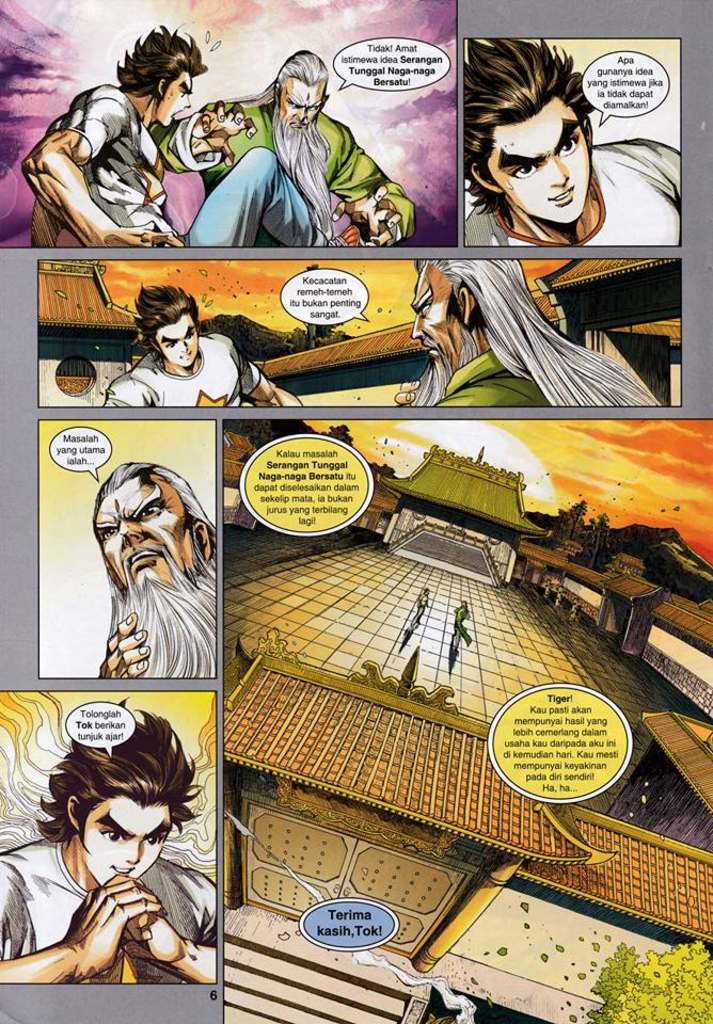 Tidak! Amat
istimewa idea Serangan
Tunggal Naga-naga
Bersatu!
Apa
gunanya idea
yang istimewa jika
ia tidak dapat
diamalkan!
Kecacatan
remeh-temeh
itu bukan penting
sangat.
Masalah
yang utama
ialah...
Kalau masalah
Serangan Tunggal
Naga-naga Bersatu itu
dapat diselesaikan dalam
sekelip mata, ia bukan
jurus yang terbilang
lagi!
Tolonglah
Tok berikan
tunjuk ajar!
Tiger!
Kau pasti akan
mempunyai hasil yang
lebih cemerlang dalam
usaha kau daripada aku ini
di kemudian hari. Kau mesti
mempunyai keyakinan
pada diri sendiri!
Ha, ha...
Terima
kasih,Tok!
6